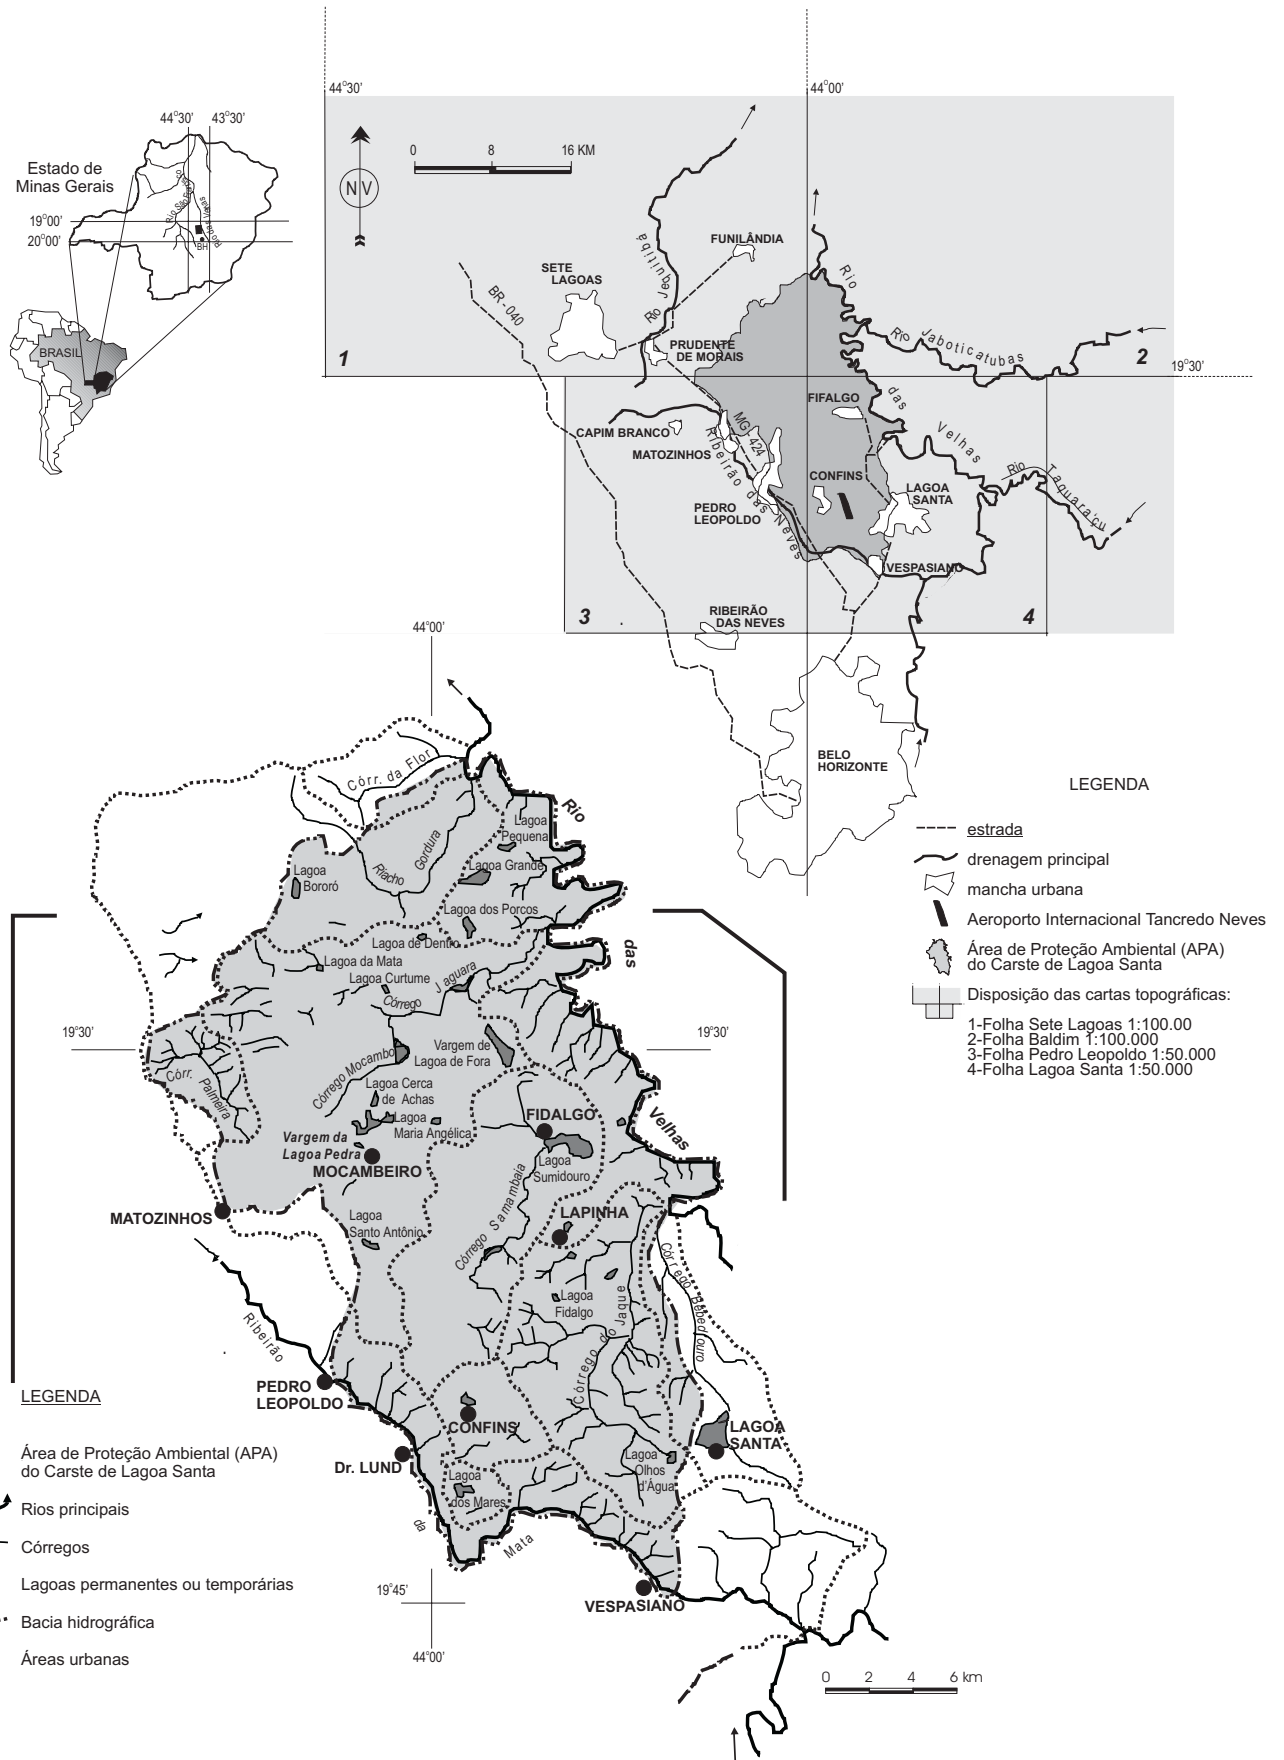 44°30'
44°00'
44°30'
43°30'
Estado de
Minas Gerais
Rio São Francisco
Rio das Velhas
19°00'
20°00'
BH
BRASIL
0
8
16 KM
NV
FUNILÂNDIA
SETE
LAGOAS
Rio Jequitibá
BR - 040
Rio
PRUDENTE
DE MORAIS
Rio Jaboticatubas
1
2
19°30'
FIFALGO
das
Velhas
CAPIM BRANCO
MG- 424
MATOZINHOS
Ribeirão das Neves
CONFINS
LAGOA
SANTA
Rio Taquara'çu
PEDRO
LEOPOLDO
VESPASIANO
3
RIBEIRÃO
DAS NEVES
4
44°00'
BELO
HORIZONTE
LEGENDA
estrada
drenagem principal
mancha urbana
Aeroporto Internacional Tancredo Neves
Área de Proteção Ambiental (APA)
do Carste de Lagoa Santa
Disposição das cartas topográficas:
1-Folha Sete Lagoas 1:100.00
2-Folha Baldim 1:100.000
3-Folha Pedro Leopoldo 1:50.000
4-Folha Lagoa Santa 1:50.000
Córr. da Flor
Rio
Lagoa
Pequena
Riacho Gordura
Lagoa Grande
Lagoa
Bororó
Lagoa dos Porcos
Lagoa de Dentro
das
Lagoa da Mata
Lagoa Curtume
Córrego Jaguara
19°30'
19°30'
Vargem de
Lagoa de Fora
Córrego Mocambo
Córr. Palmeira
Lagoa Cerca
de Achas
Lagoa
Maria Angélica
FIDALGO
Velhas
Vargem da
Lagoa Pedra
MOCAMBEIRO
Lagoa
Sumidouro
MATOZINHOS
Lagoa
Santo Antônio
Córrego Samambaia
LAPINHA
Córrego Bebedouro
Lagoa
Fidalgo
Córrego do Jaque
Ribeirão
PEDRO
LEOPOLDO
CONFINS
LAGOA
SANTA
Dr. LUND
Lagoa
dos Mares
Lagoa
Olhos
d'Água
da
Mata
19°45'
VESPASIANO
44°00'
LEGENDA
Área de Proteção Ambiental (APA)
do Carste de Lagoa Santa
Rios principais
Córregos
Lagoas permanentes ou temporárias
Bacia hidrográfica
Áreas urbanas
0
2
4
6 km